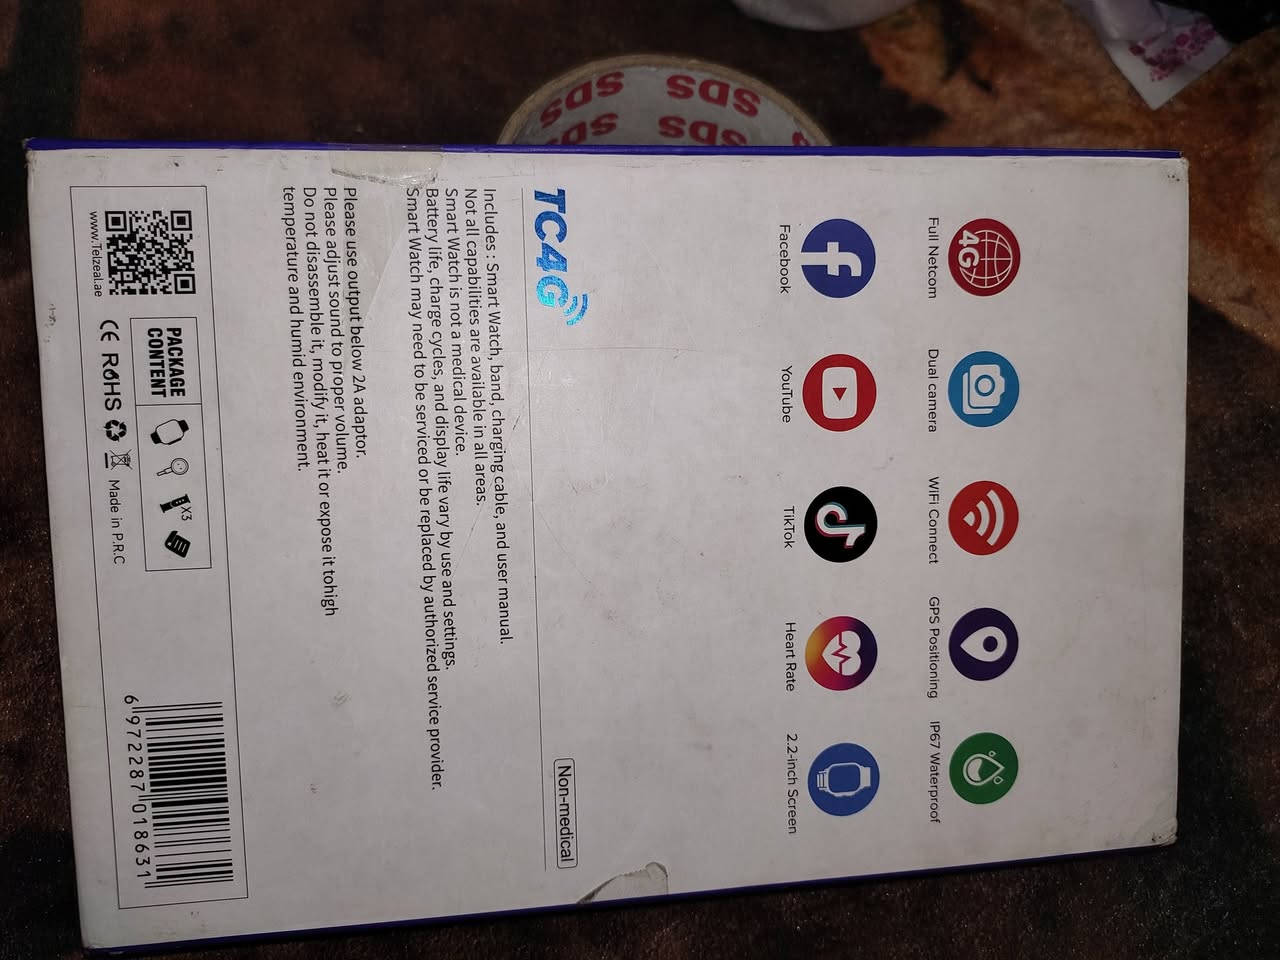 SDS SDS
SDS SDS S
4G
Full Netcom
Dual camera
WiFi Connect
GPS Positioning
IP67 Waterproof
Facebook
YouTube
TikTok
Heart Rate
2.2-inch Screen
TC4G
Non-medical
Includes : Smart Watch, band, charging cable, and user manual.
Not all capabilities are available in all areas.
Smart Watch is not a medical device.
Battery life, charge cycles, and display life vary by use and settings.
Smart Watch may need to be serviced or be replaced by authorized service provider.
Please use output below 2A adaptor.
Please adjust sound to proper volume.
Do not disassemble it, modify it, heat it or expose it tohigh
temperature and humid environment.
www.Telzeal.ae
PACKAGE
CONTENT
X3
CE RoHS Made in P.R.C
6 972287 018631